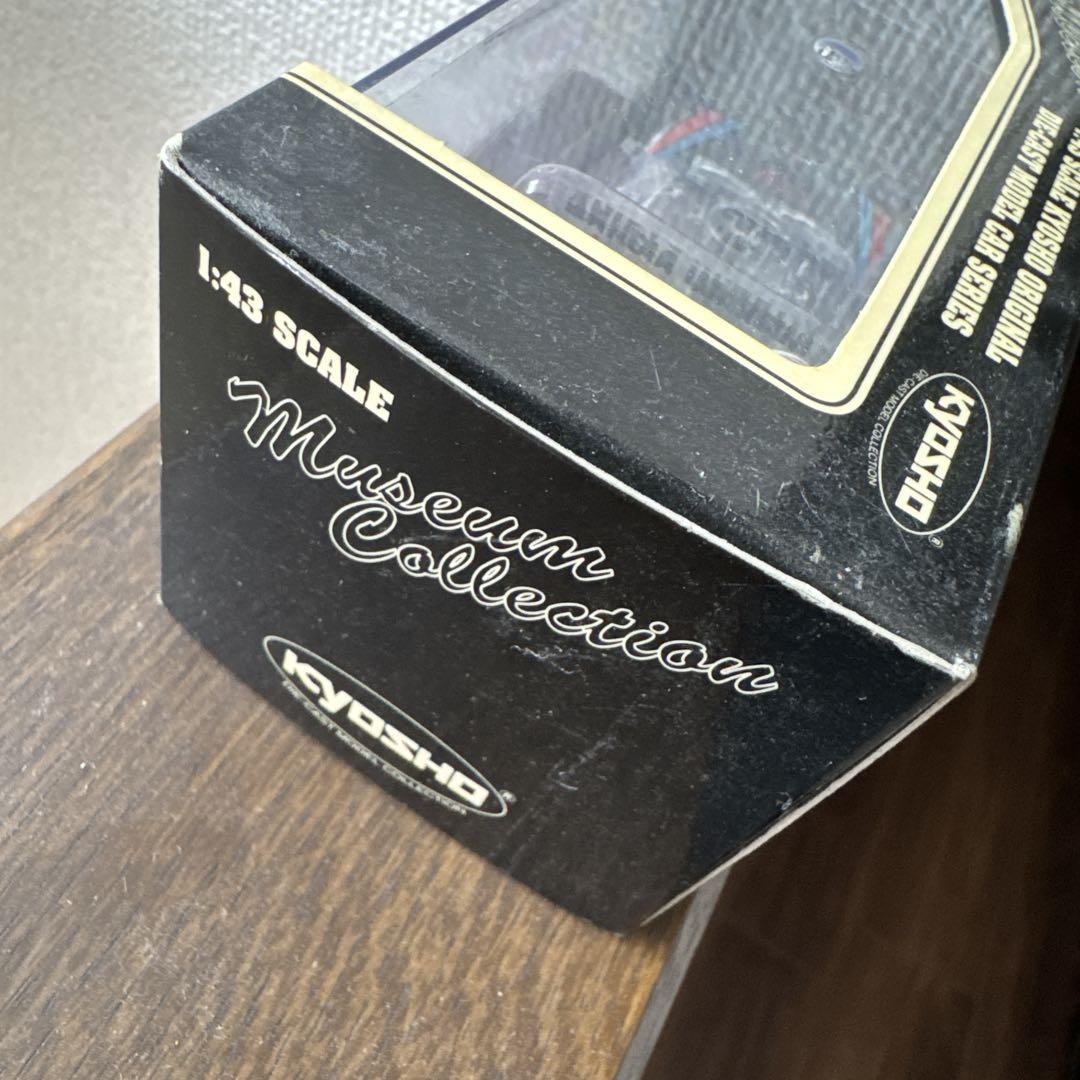 1:43 SCALE
Museum
Collection
KYOSHO
DIE CAST MODEL COLLECTION
SCALE KYOSHO ORIGINAL
DIE-CAST MODEL CAR SERIES
KYOSHO
DIE CAST MODEL COLLECTION